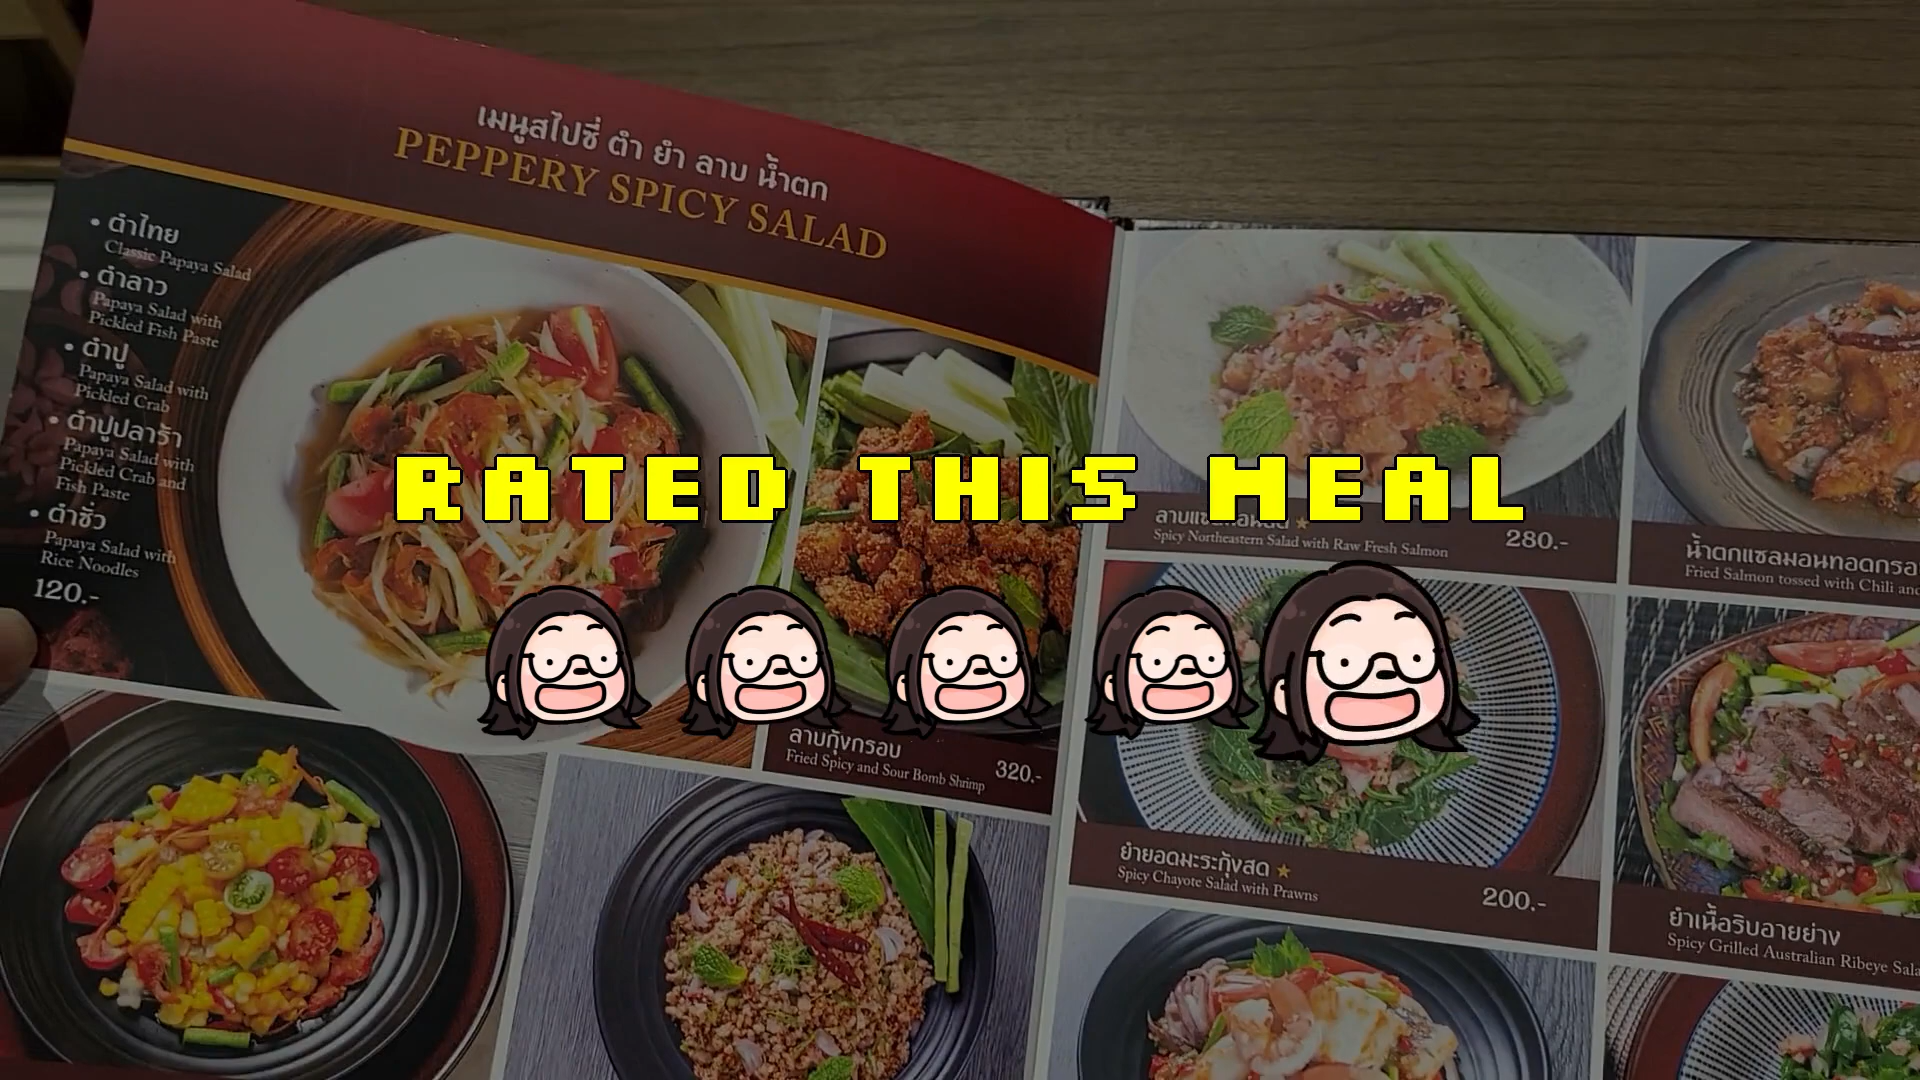 เมนูสไปซี่ ตำ ยำ ลาบ น้ำตก
PEPPERY SPICY SALAD
• ตำไทย
Classic Papaya Salad
• ตำลาว
Papaya Salad with
Pickled Fish Paste
• ตำปู
Papaya Salad with
Pickled Crab
• ตำปูปลาร้า
Papaya Salad with
Pickled Crab and
Fish Paste
• ตำซั่ว
Papaya Salad with
Rice Noodles
120.-
RATED THIS MEAL
ลาบกุ้งกรอบ
Fried Spicy and Sour Bomb Shrimp
320.-
Spicy Northeastern Salad with Raw Fresh Salmon
280.-
น้ำตกแซลมอนทอดกรอ
Fried Salmon tossed with Chili and
ยำยอดมะระกุ้งสด
Spicy Chayote Salad with Prawns
200.-
ยำเนื้อริบอายย่าง
Spicy Grilled Australian Ribeye Sala